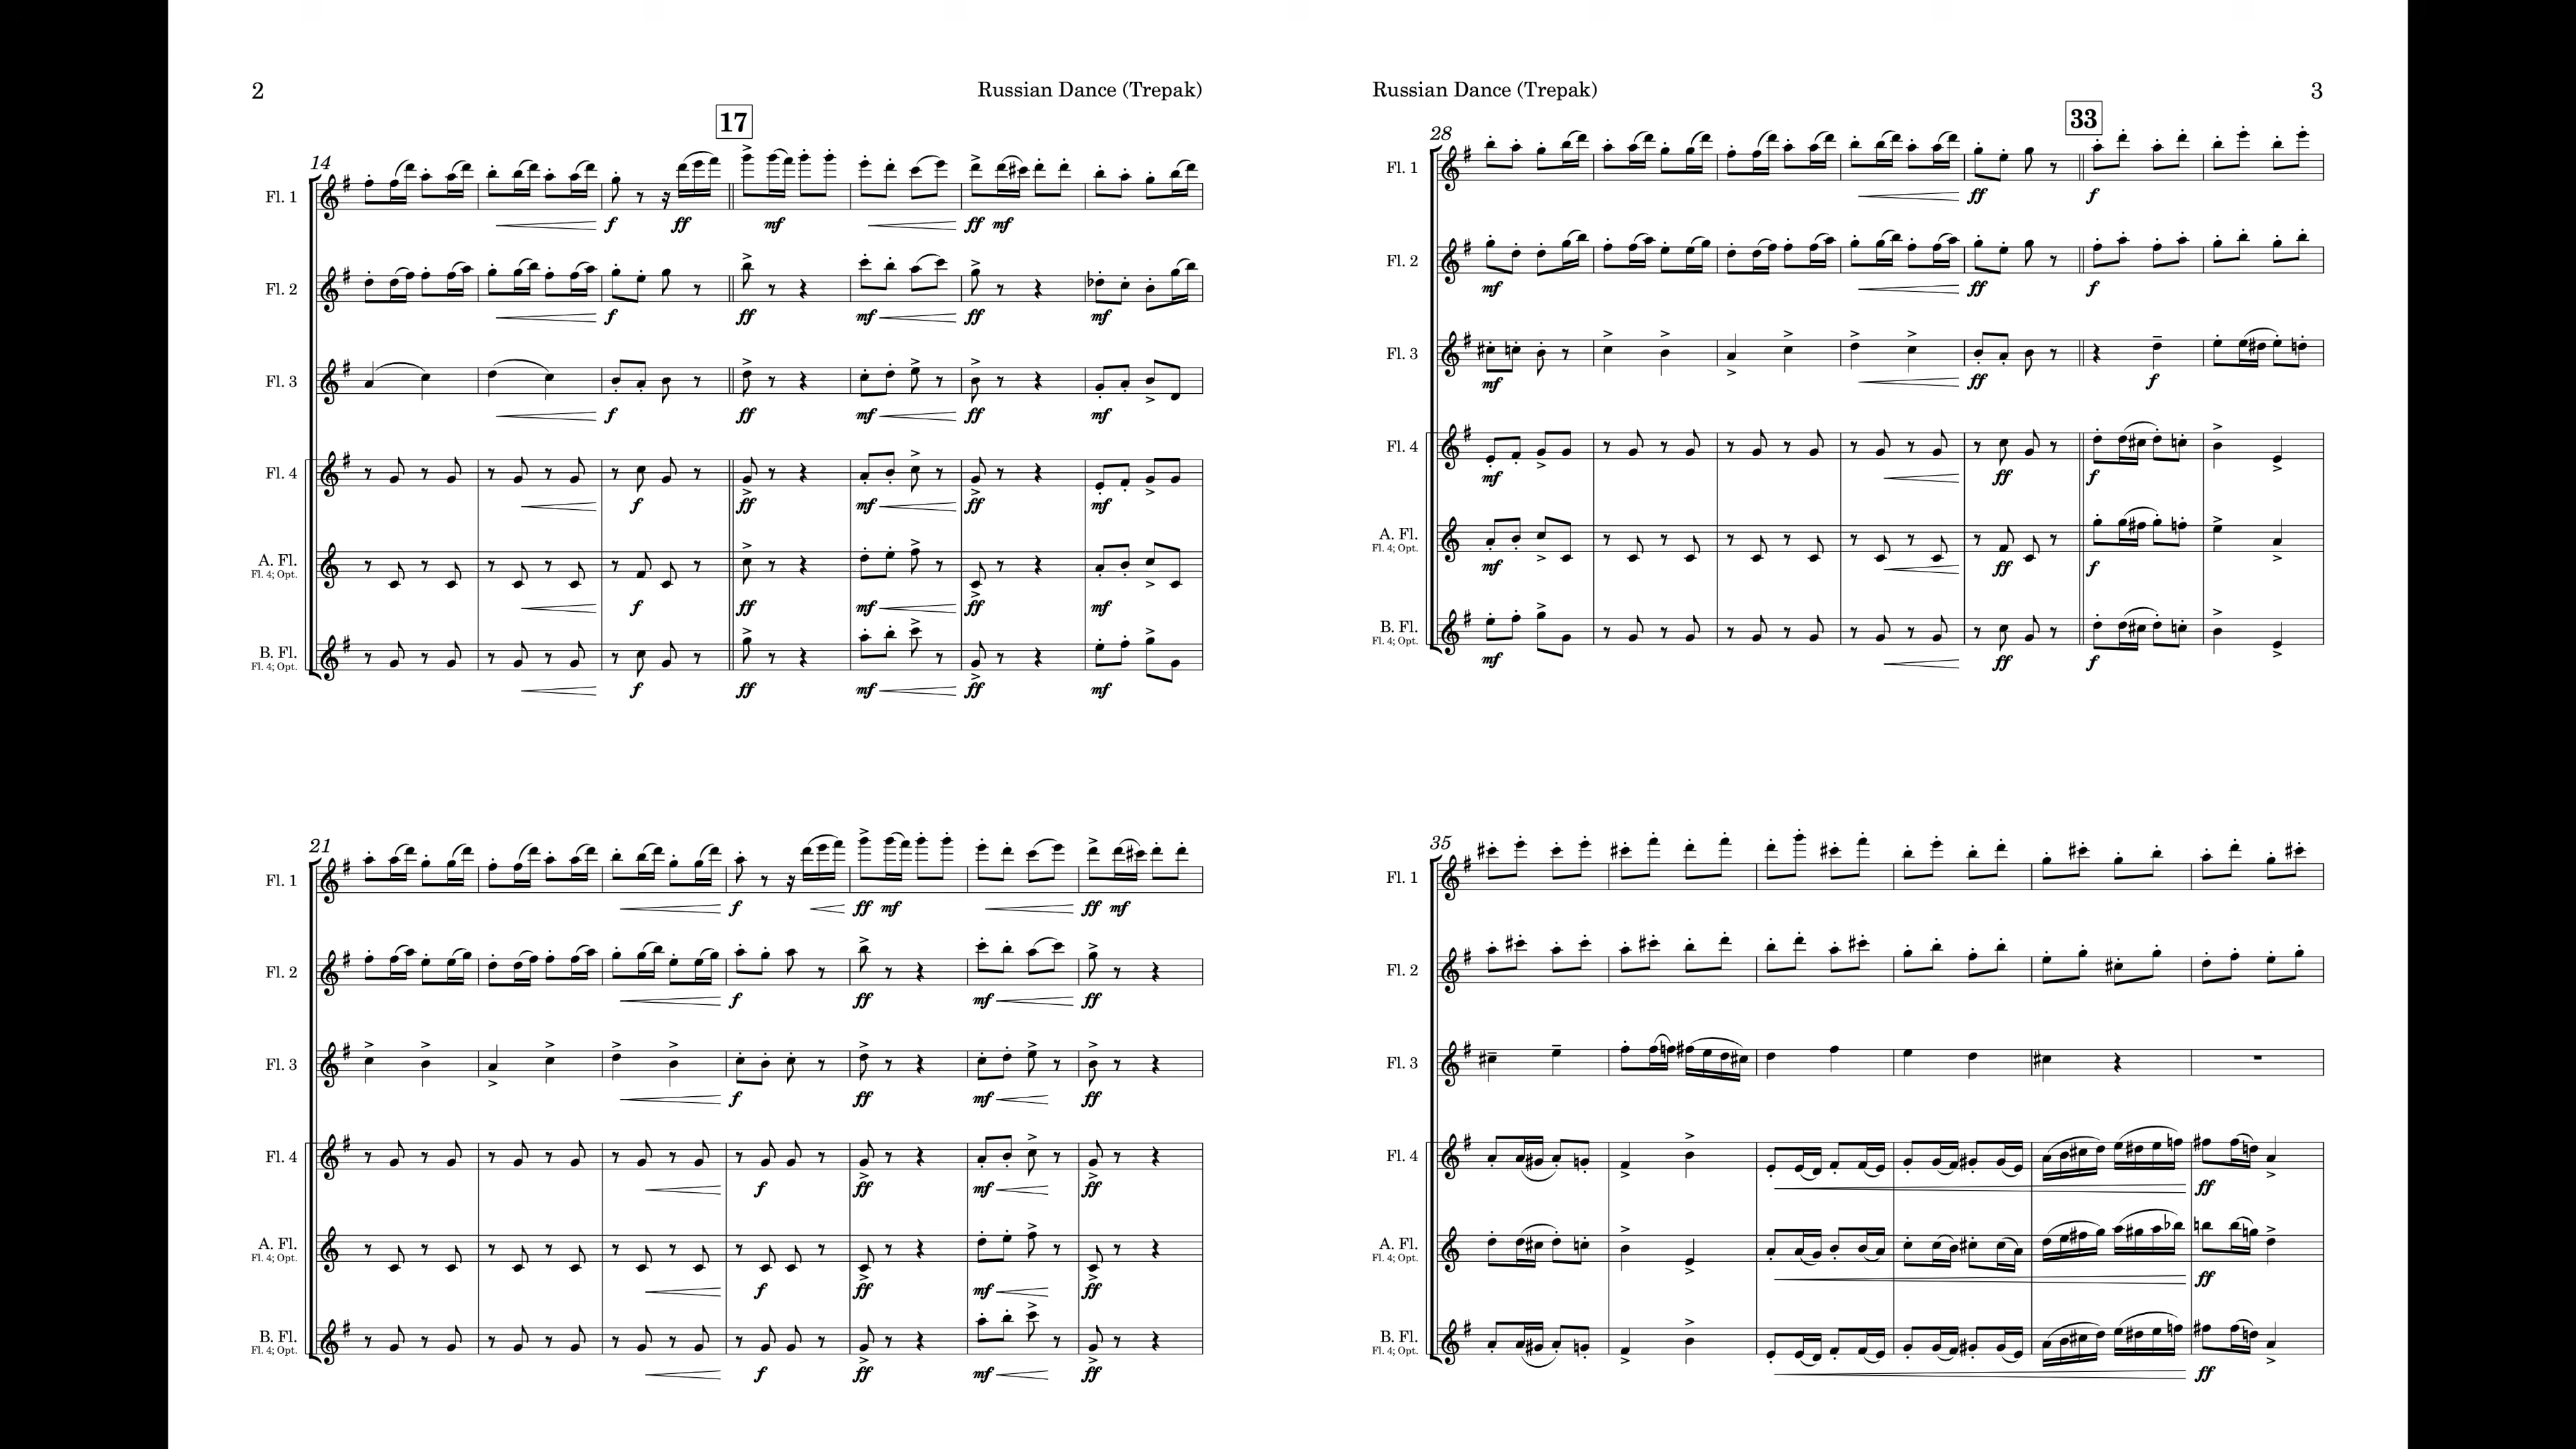 2
Russian Dance (Trepak)
17
14
Fl. 1
f ff mf ff mf
Fl. 2
f ff mf ff mf
Fl. 3
f ff mf ff mf
Fl. 4
f ff mf ff mf
A. Fl.
Fl. 4; Opt.
f ff mf ff mf
B. Fl.
Fl. 4; Opt.
f ff mf ff mf
21
Fl. 1
f ff mf ff mf
Fl. 2
f ff mf ff
Fl. 3
f ff mf ff
Fl. 4
f ff mf ff
A. Fl.
Fl. 4; Opt.
f ff mf ff
B. Fl.
Fl. 4; Opt.
f ff mf ff
Russian Dance (Trepak)
3
33
28
Fl. 1
ff f
Fl. 2
mf ff f
Fl. 3
mf ff f
Fl. 4
mf ff f
A. Fl.
Fl. 4; Opt.
mf ff f
B. Fl.
Fl. 4; Opt.
mf ff f
35
Fl. 1
Fl. 2
Fl. 3
Fl. 4
ff
A. Fl.
Fl. 4; Opt.
ff
B. Fl.
Fl. 4; Opt.
ff